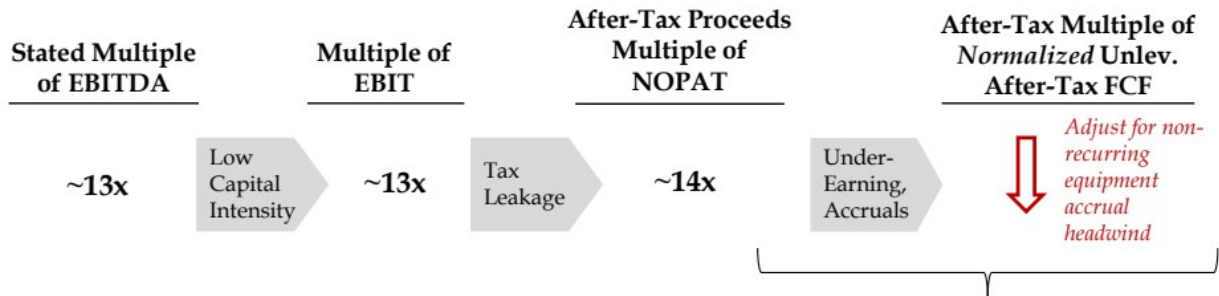 Stated Multiple
of EBITDA
Multiple of
EBIT
After-Tax Proceeds
Multiple of
NOPAT
After-Tax Multiple of
Normalized Unlev.
After-Tax FCF
~13x
Low
Capital
Intensity
~13x
Tax
Leakage
~14x
Under-
Earning,
Accruals
Adjust for non-
recurring
equipment
accrual
headwind